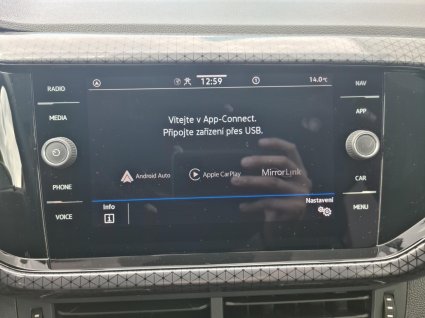 RADIO
MEDIA
PHONE
VOICE
12:59
14.0°C
Vítejte v App-Connect.
Připojte zařízení přes USB.
Android Auto
Apple CarPlay
MirrorLink
Info
Nastavení
NAV
APP
CAR
MENU